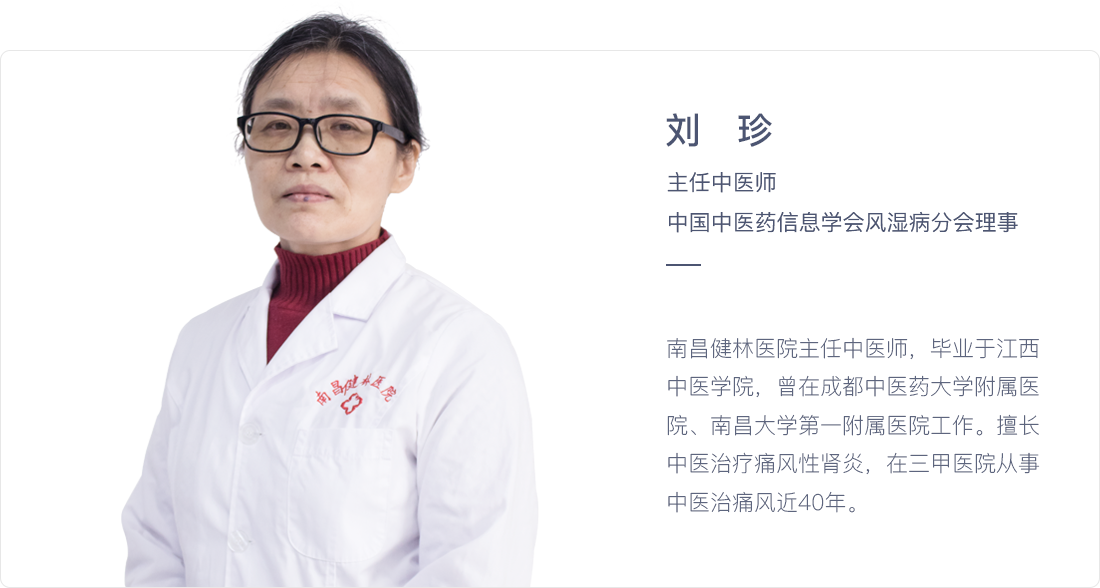 南昌健林医院
刘 珍
主任中医师
中国中医药信息学会风湿病分会理事
南昌健林医院主任中医师，毕业于江西
中医学院，曾在成都中医药大学附属医
院、南昌大学第一附属医院工作。擅长
中医治疗痛风性肾炎，在三甲医院从事
中医治痛风近40年。